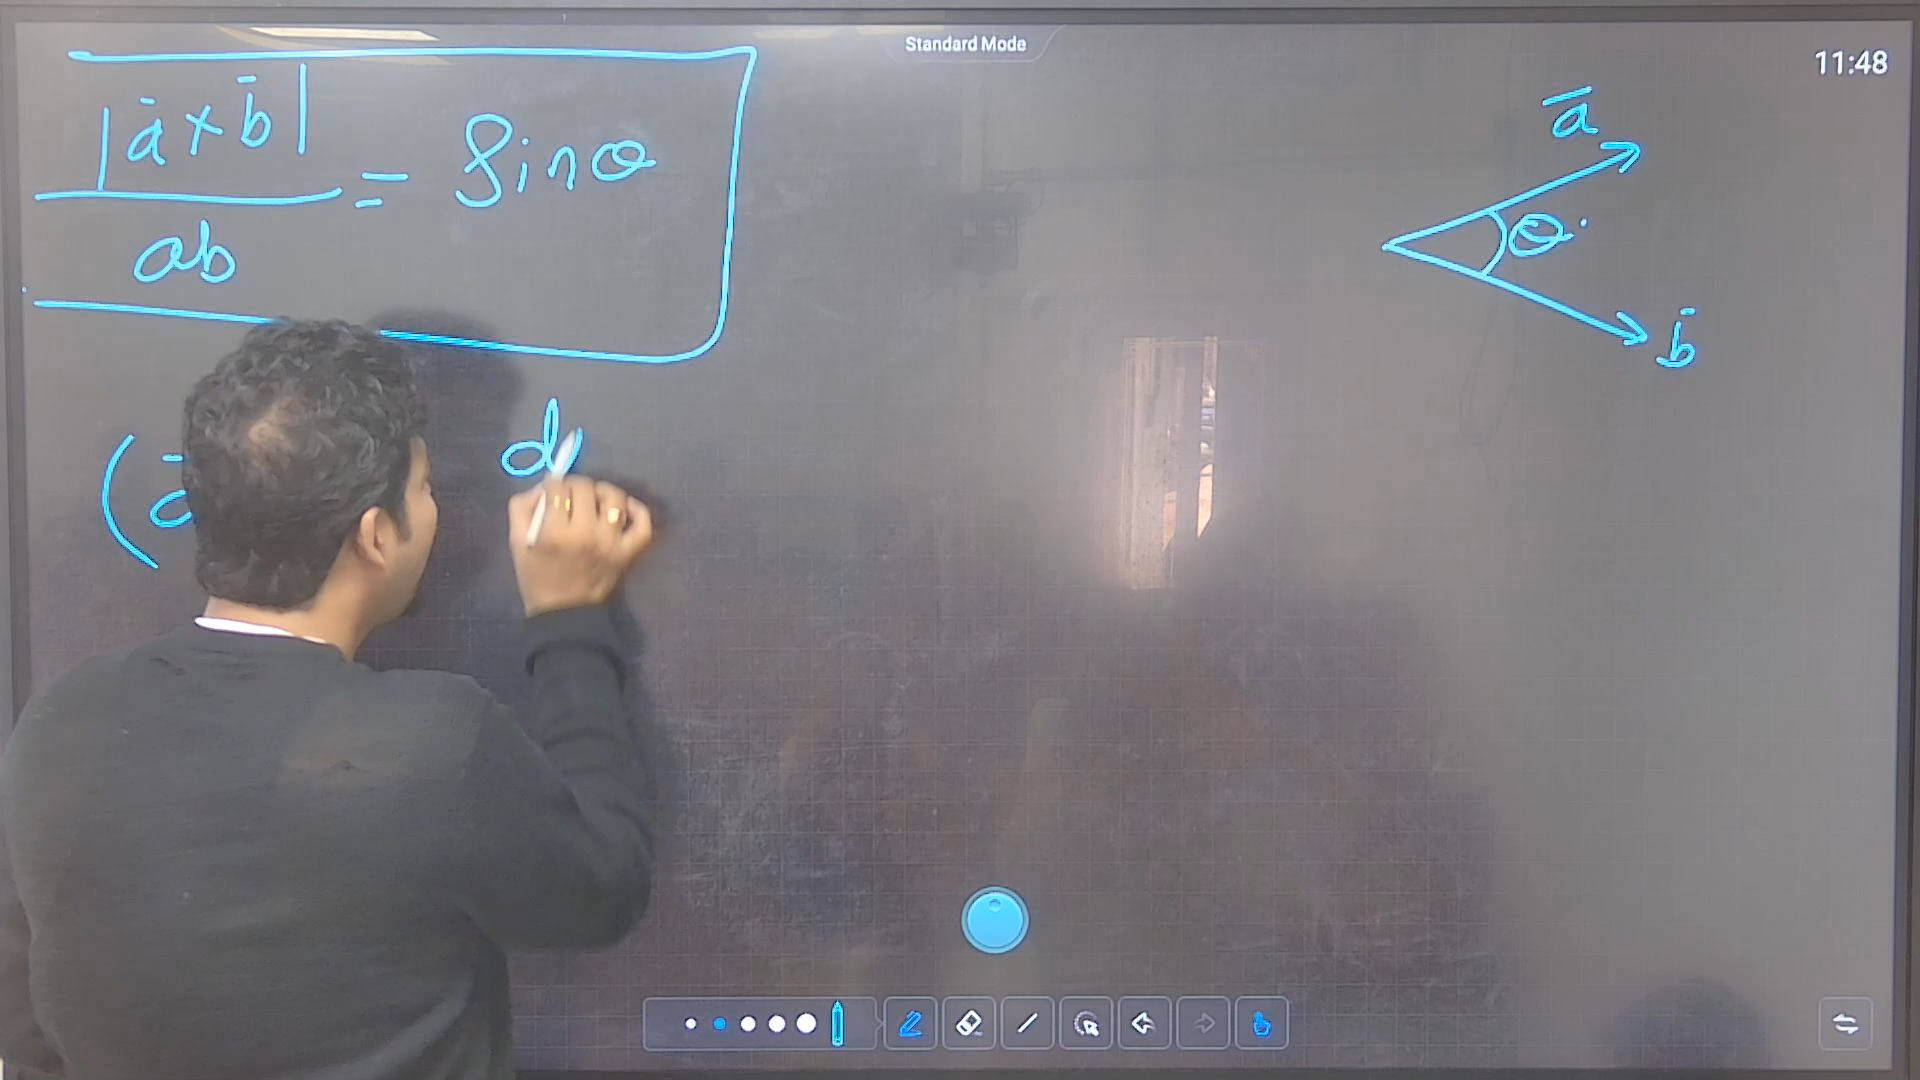 Standard Mode
11:48
|a̅ × b̅|
―――― = Sinθ
ab
a̅
θ
b̅
(a̅ d